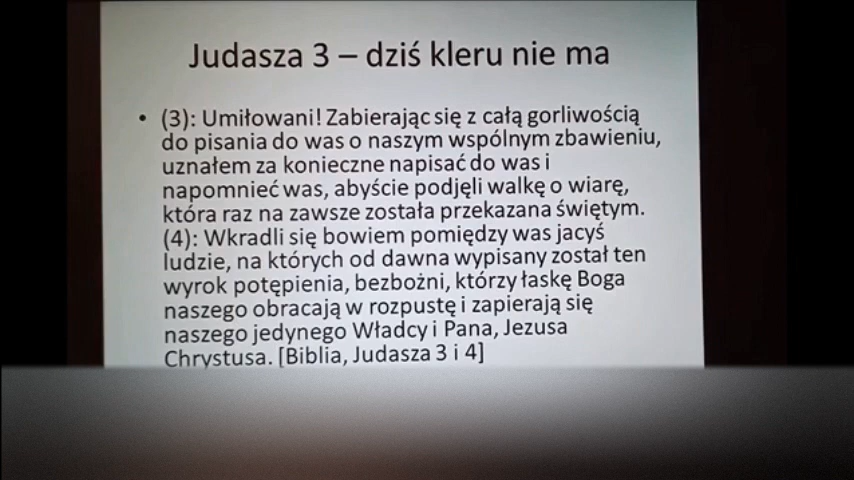 Judasza 3 – dziś kleru nie ma
• (3): Umiłowani! Zabierając się z całą gorliwością
do pisania do was o naszym wspólnym zbawieniu,
uznałem za konieczne napisać do was i
napomnieć was, abyście podjęli walkę o wiarę,
która raz na zawsze została przekazana świętym.
(4): Wkradli się bowiem pomiędzy was jacyś
ludzie, na których od dawna wypisany został ten
wyrok potępienia, bezbożni, którzy łaskę Boga
naszego obracają w rozpustę i zapierają się
naszego jedynego Władcy i Pana, Jezusa
Chrystusa. [Biblia, Judasza 3 i 4]